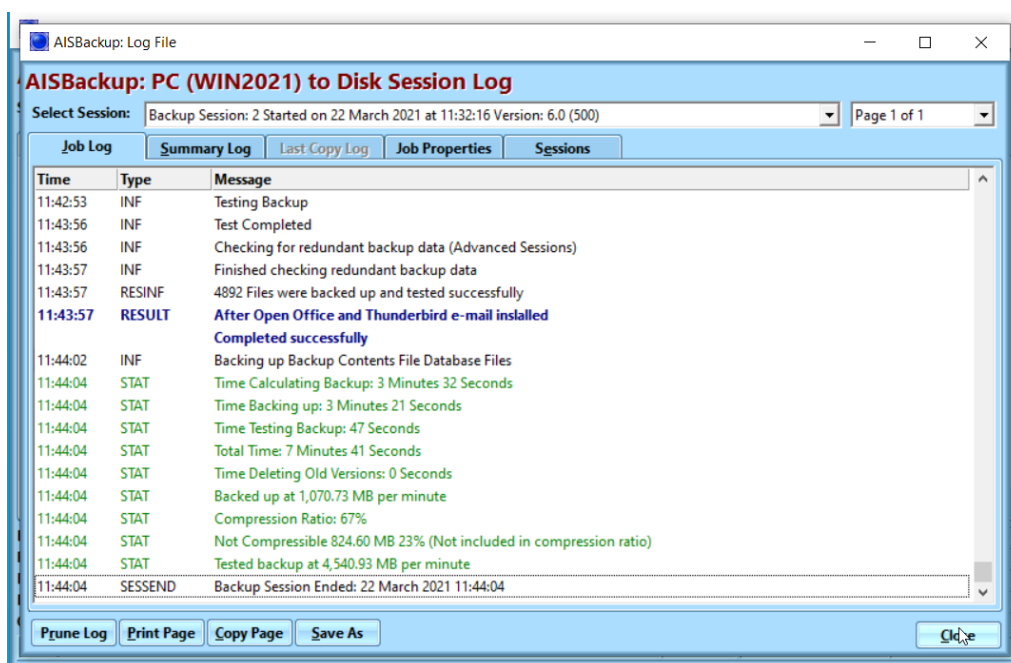 AISBackup: Log File
AISBackup: PC (WIN2021) to Disk Session Log
Select Session: Backup Session: 2 Started on 22 March 2021 at 11:32:16 Version: 6.0 (500) Page 1 of 1
Job Log Summary Log Last Copy Log Job Properties Sessions
Time Type Message
11:42:53 INF Testing Backup
11:43:56 INF Test Completed
11:43:56 INF Checking for redundant backup data (Advanced Sessions)
11:43:57 INF Finished checking redundant backup data
11:43:57 RESINF 4892 Files were backed up and tested successfully
11:43:57 RESULT After Open Office and Thunderbird e-mail inslalled
Completed successfully
11:44:02 INF Backing up Backup Contents File Database Files
11:44:04 STAT Time Calculating Backup: 3 Minutes 32 Seconds
11:44:04 STAT Time Backing up: 3 Minutes 21 Seconds
11:44:04 STAT Time Testing Backup: 47 Seconds
11:44:04 STAT Total Time: 7 Minutes 41 Seconds
11:44:04 STAT Time Deleting Old Versions: 0 Seconds
11:44:04 STAT Backed up at 1,070.73 MB per minute
11:44:04 STAT Compression Ratio: 67%
11:44:04 STAT Not Compressible 824.60 MB 23% (Not included in compression ratio)
11:44:04 STAT Tested backup at 4,540.93 MB per minute
11:44:04 SESSEND Backup Session Ended: 22 March 2021 11:44:04
Prune Log Print Page Copy Page Save As Close